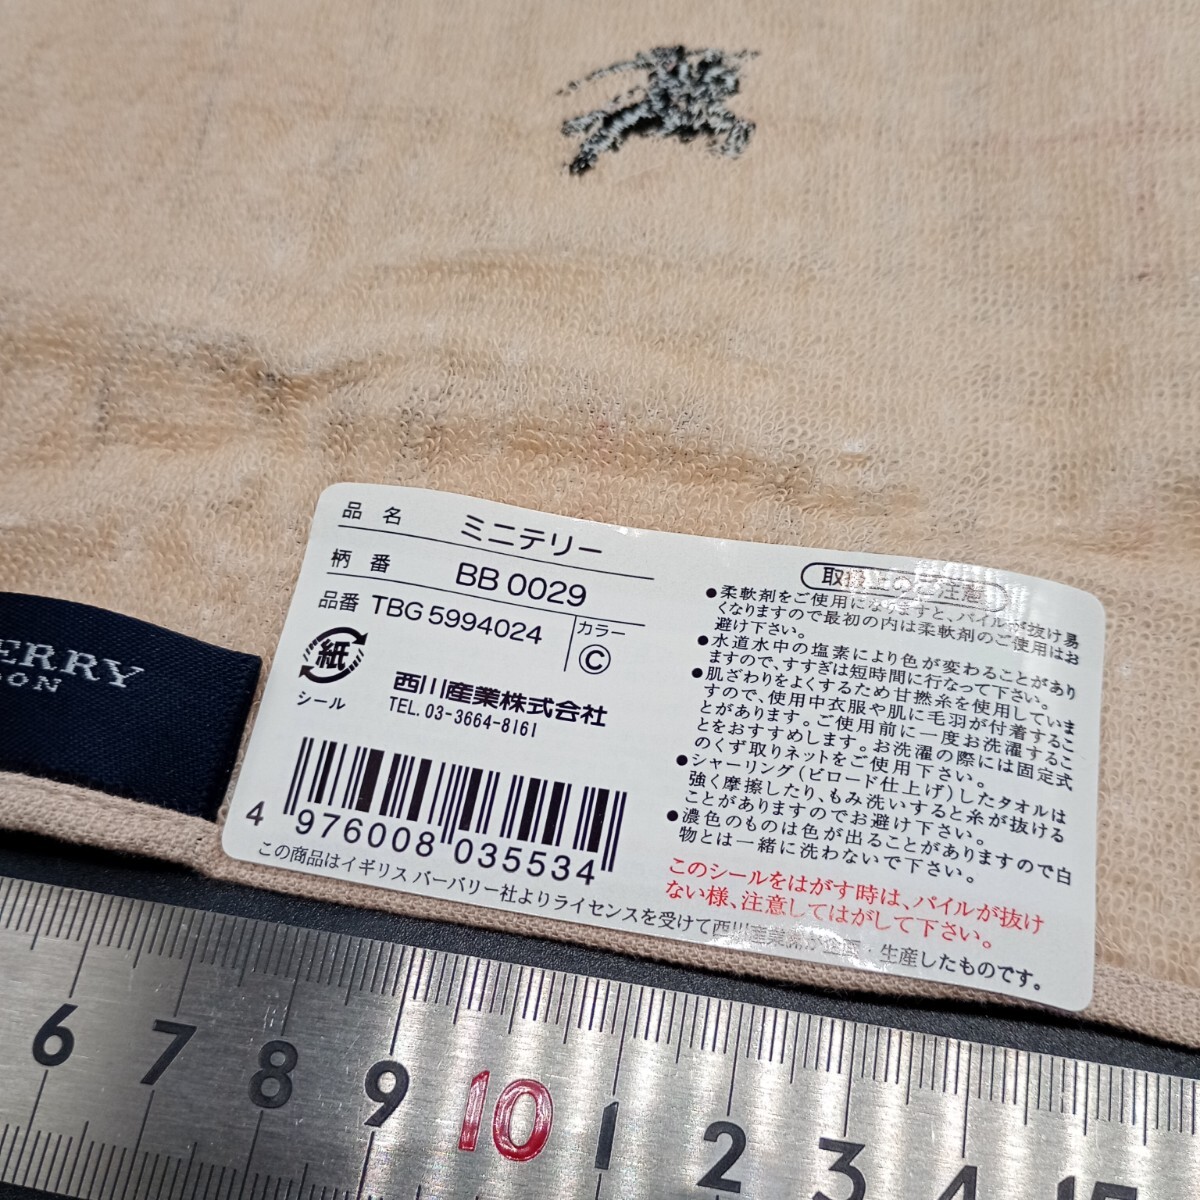 品名 ミニテリー
柄番 BB 0029
品番 TBG 5994024
カラー
Ⓒ
紙
シール
西川産業株式会社
TEL. 03-3664-8161
4 976008 035534
取扱上のご注意
●柔軟剤をご使用になりますと、パイルが抜け易
くなりますので最初の内は柔軟剤のご使用はお
避け下さい。
●水道水中の塩素により色が変わることがあり
ますので、すすぎは短時間に行なって下さい。
●肌ざわりをよくするため甘撚糸を使用していま
すので、使用中衣服や肌に毛羽が付着するこ
とがあります。ご使用前に一度お洗濯するこ
とをおすすめします。お洗濯の際には固定式
のくず取りネットをご使用下さい。
●シャーリング(ビロード仕上げ)したタオルは
強く摩擦したり、もみ洗いすると糸が抜ける
ことがありますのでお避け下さい。
●濃色のものは色が出ることがありますので白
物とは一緒に洗わないで下さい。
このシールをはがす時は、パイルが抜け
ない様、注意してはがして下さい。
この商品はイギリス バーバリー社よりライセンスを受けて西川産業㈱が企画・生産したものです。
ERRY
DON
6 7 8 9 10 1 2 3 4